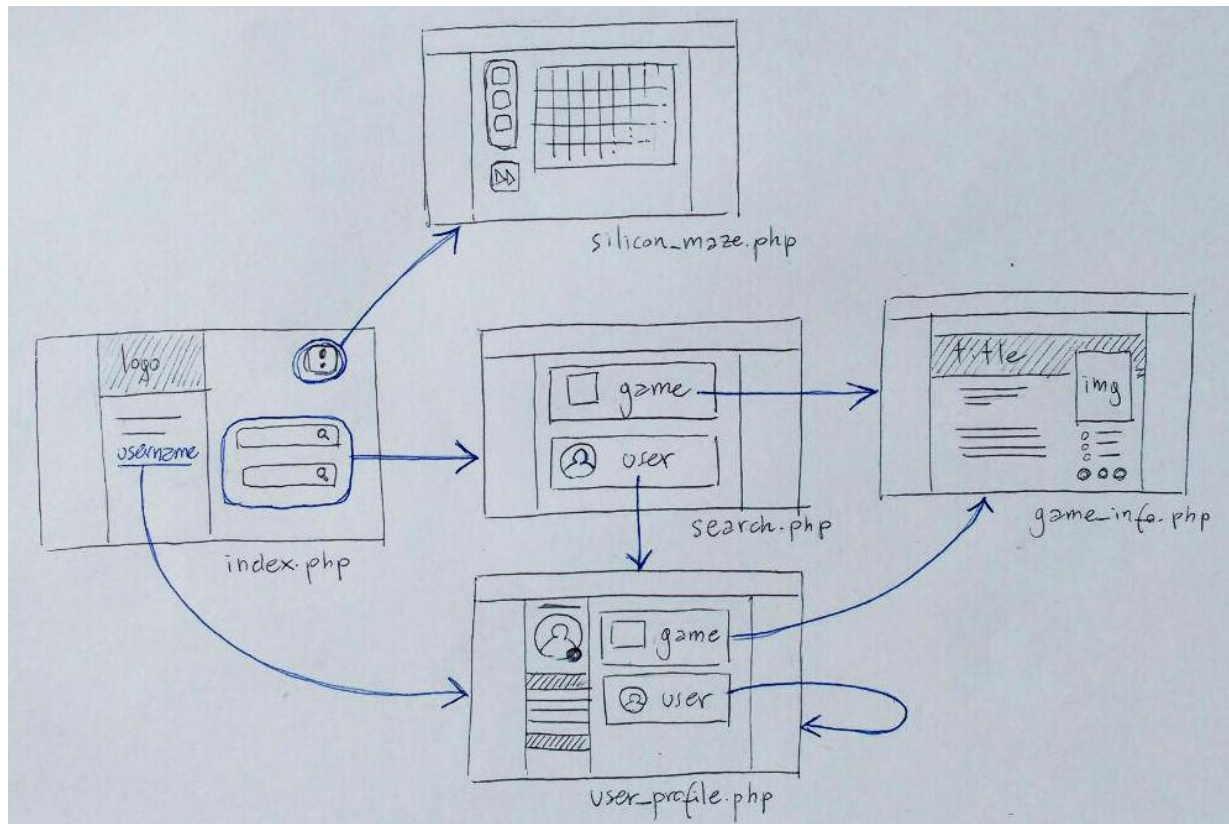 silicon_maze.php
logo
username
index.php
game
user
search.php
title
img
game_info.php
game
user
user_profile.php